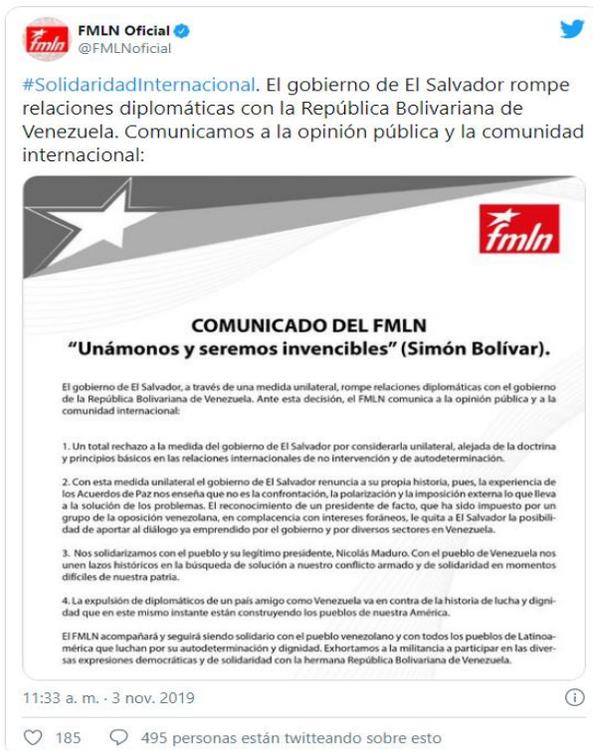 fmln
FMLN Oficial
@FMLNoficial
#SolidaridadInternacional. El gobierno de El Salvador rompe
relaciones diplomáticas con la República Bolivariana de
Venezuela. Comunicamos a la opinión pública y la comunidad
internacional:
fmln
COMUNICADO DEL FMLN
“Unámonos y seremos invencibles” (Simón Bolívar).
El gobierno de El Salvador, a través de una medida unilateral, rompe relaciones diplomáticas con el gobierno
de la República Bolivariana de Venezuela. Ante esta decisión, el FMLN comunica a la opinión pública y a la
comunidad internacional:
1. Un total rechazo a la medida del gobierno de El Salvador por considerarla unilateral, alejada de la doctrina
y principios básicos en las relaciones internacionales de no intervención y de autodeterminación.
2. Con esta medida unilateral el gobierno de El Salvador renuncia a su propia historia, pues, la experiencia de
los Acuerdos de Paz nos enseña que no es la confrontación, la polarización y la imposición externa lo que lleva
a la solución de los problemas. El reconocimiento de un presidente de facto, que ha sido impuesto por un
grupo de la oposición venezolana, en complacencia con intereses foráneos, le quita a El Salvador la posibili-
dad de aportar al diálogo ya emprendido por el gobierno y por diversos sectores en Venezuela.
3. Nos solidarizamos con el pueblo y su legítimo presidente, Nicolás Maduro. Con el pueblo de Venezuela nos
unen lazos históricos en la búsqueda de solución a nuestro conflicto armado y de solidaridad en momentos
difíciles de nuestra patria.
4. La expulsión de diplomáticos de un país amigo como Venezuela va en contra de la historia de lucha y digni-
dad que en este mismo instante están construyendo los pueblos de nuestra América.
El FMLN acompañará y seguirá siendo solidario con el pueblo venezolano y con todos los pueblos de Latinoa-
mérica que luchan por su autodeterminación y dignidad. Exhortamos a la militancia a participar en las diver-
sas expresiones democráticas y de solidaridad con la hermana República Bolivariana de Venezuela.
11:33 a. m. · 3 nov. 2019
185 495 personas están twitteando sobre esto